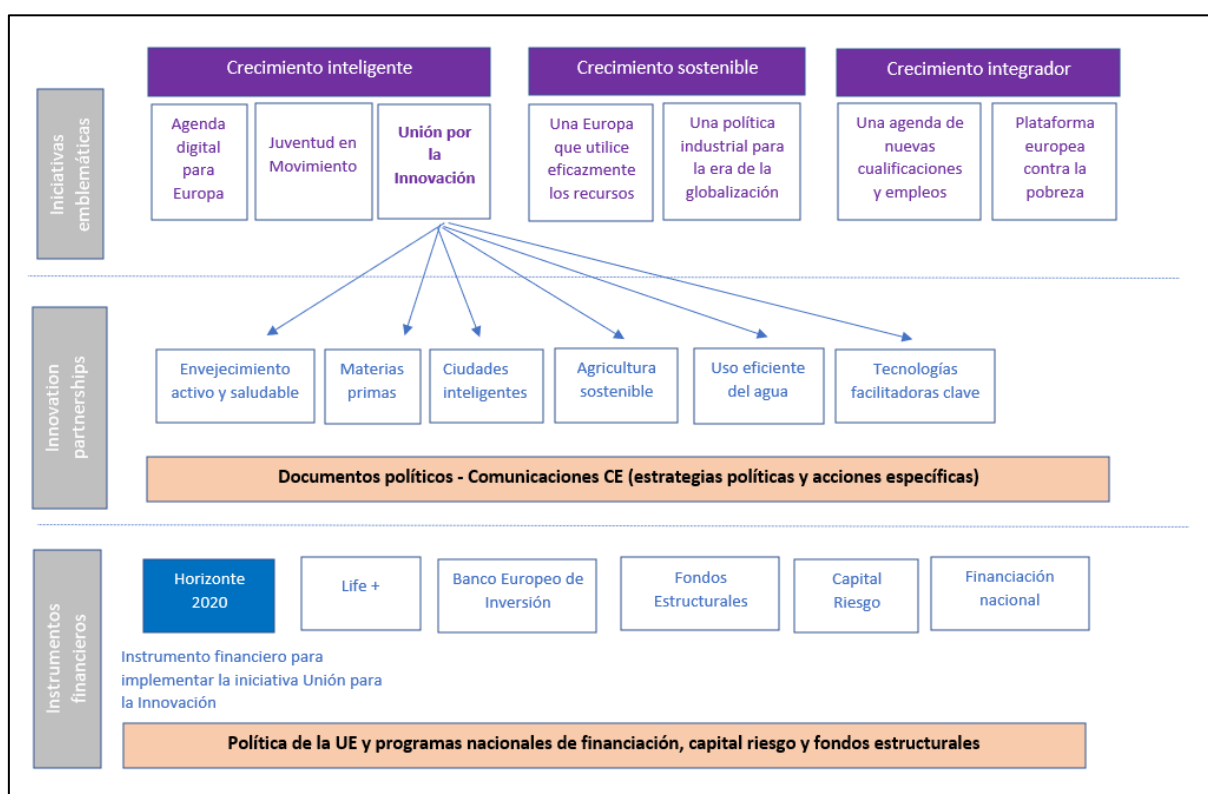 Iniciativas
emblemáticas
Crecimiento inteligente
Crecimiento sostenible
Crecimiento integrador
Agenda
digital
para
Europa
Juventud en
Movimiento
Unión por
la
Innovación
Una Europa
que utilice
eficazmente
los recursos
Una política
industrial para
la era de la
globalización
Una agenda de
nuevas
cualificaciones
y empleos
Plataforma
europea
contra la
pobreza
Innovation
partnerships
Envejecimiento
activo y saludable
Materias
primas
Ciudades
inteligentes
Agricultura
sostenible
Uso eficiente
del agua
Tecnologías
facilitadoras clave
Documentos políticos - Comunicaciones CE (estrategias políticas y acciones específicas)
Instrumentos
financieros
Horizonte
2020
Life +
Banco Europeo de
Inversión
Fondos
Estructurales
Capital
Riesgo
Financiación
nacional
Instrumento financiero para
implementar la iniciativa Unión para
la Innovación
Política de la UE y programas nacionales de financiación, capital riesgo y fondos estructurales